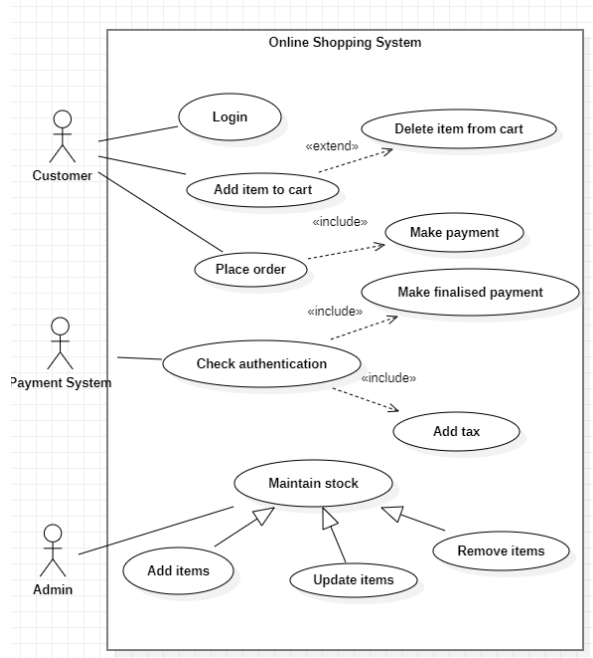 Online Shopping System
Login
Delete item from cart
«extend»
Customer
Add item to cart
«include»
Make payment
Place order
Make finalised payment
«include»
Check authentication
Payment System
«include»
Add tax
Maintain stock
Remove items
Add items
Update items
Admin